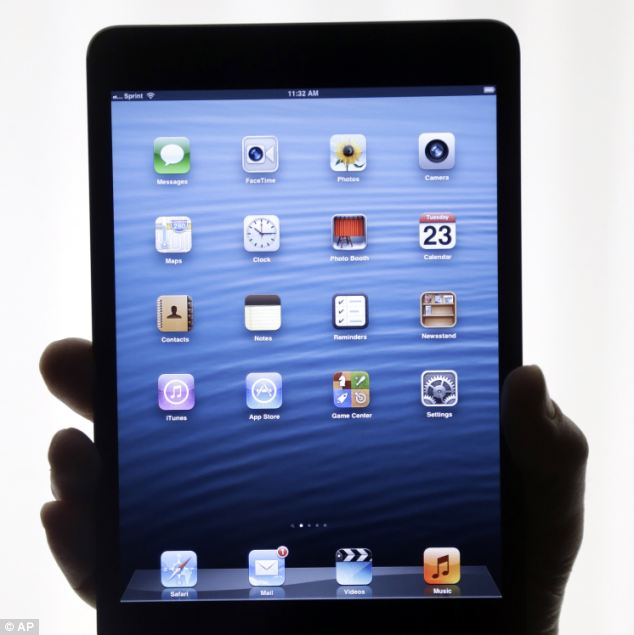 Sprint 11:32 AM
Messages FaceTime Photos Camera
280
Tuesday
23
Maps Clock Photo Booth Calendar
Contacts Notes Reminders Newsstand
iTunes App Store Game Center Settings
1
Safari Mail Videos Music
© AP